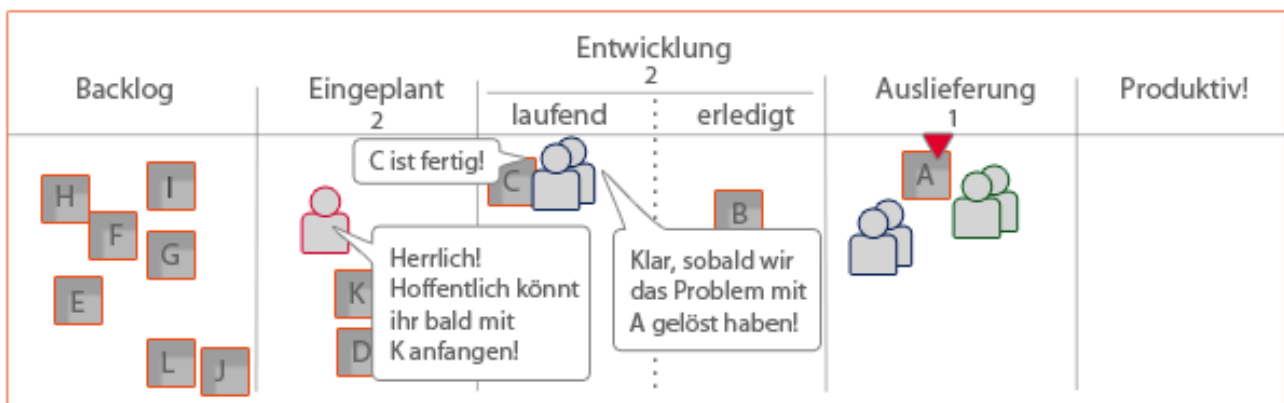 Entwicklung
2
Backlog
Eingeplant
2
laufend
erledigt
Auslieferung
1
Produktiv!
C ist fertig!
C
A
H
I
F
B
G
Herrlich!
Hoffentlich könnt
ihr bald mit
K anfangen!
Klar, sobald wir
das Problem mit
A gelöst haben!
E
K
D
L
J